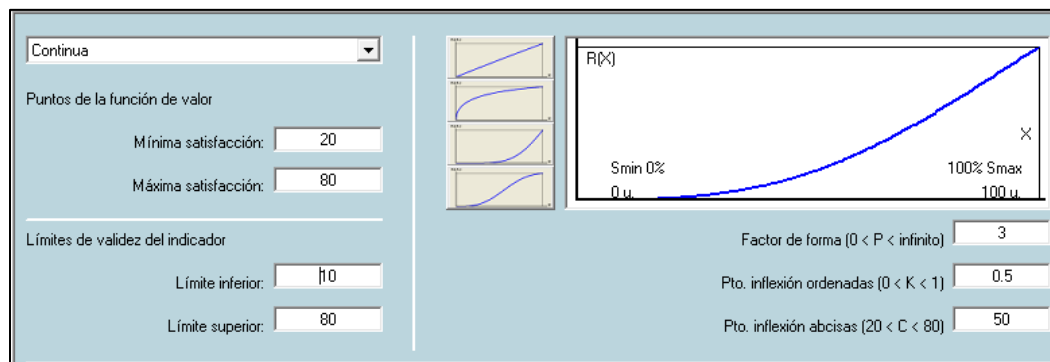 Continua
Puntos de la función de valor
Mínima satisfacción: 20
Máxima satisfacción: 80
Límites de validez del indicador
Límite inferior: 10
Límite superior: 80
R(X)
X
Smin 0% 100% Smax
0 u. 100 u.
Factor de forma (0 < P < infinito) 3
Pto. inflexión ordenadas (0 < K < 1) 0.5
Pto. inflexión abcisas (20 < C < 80) 50